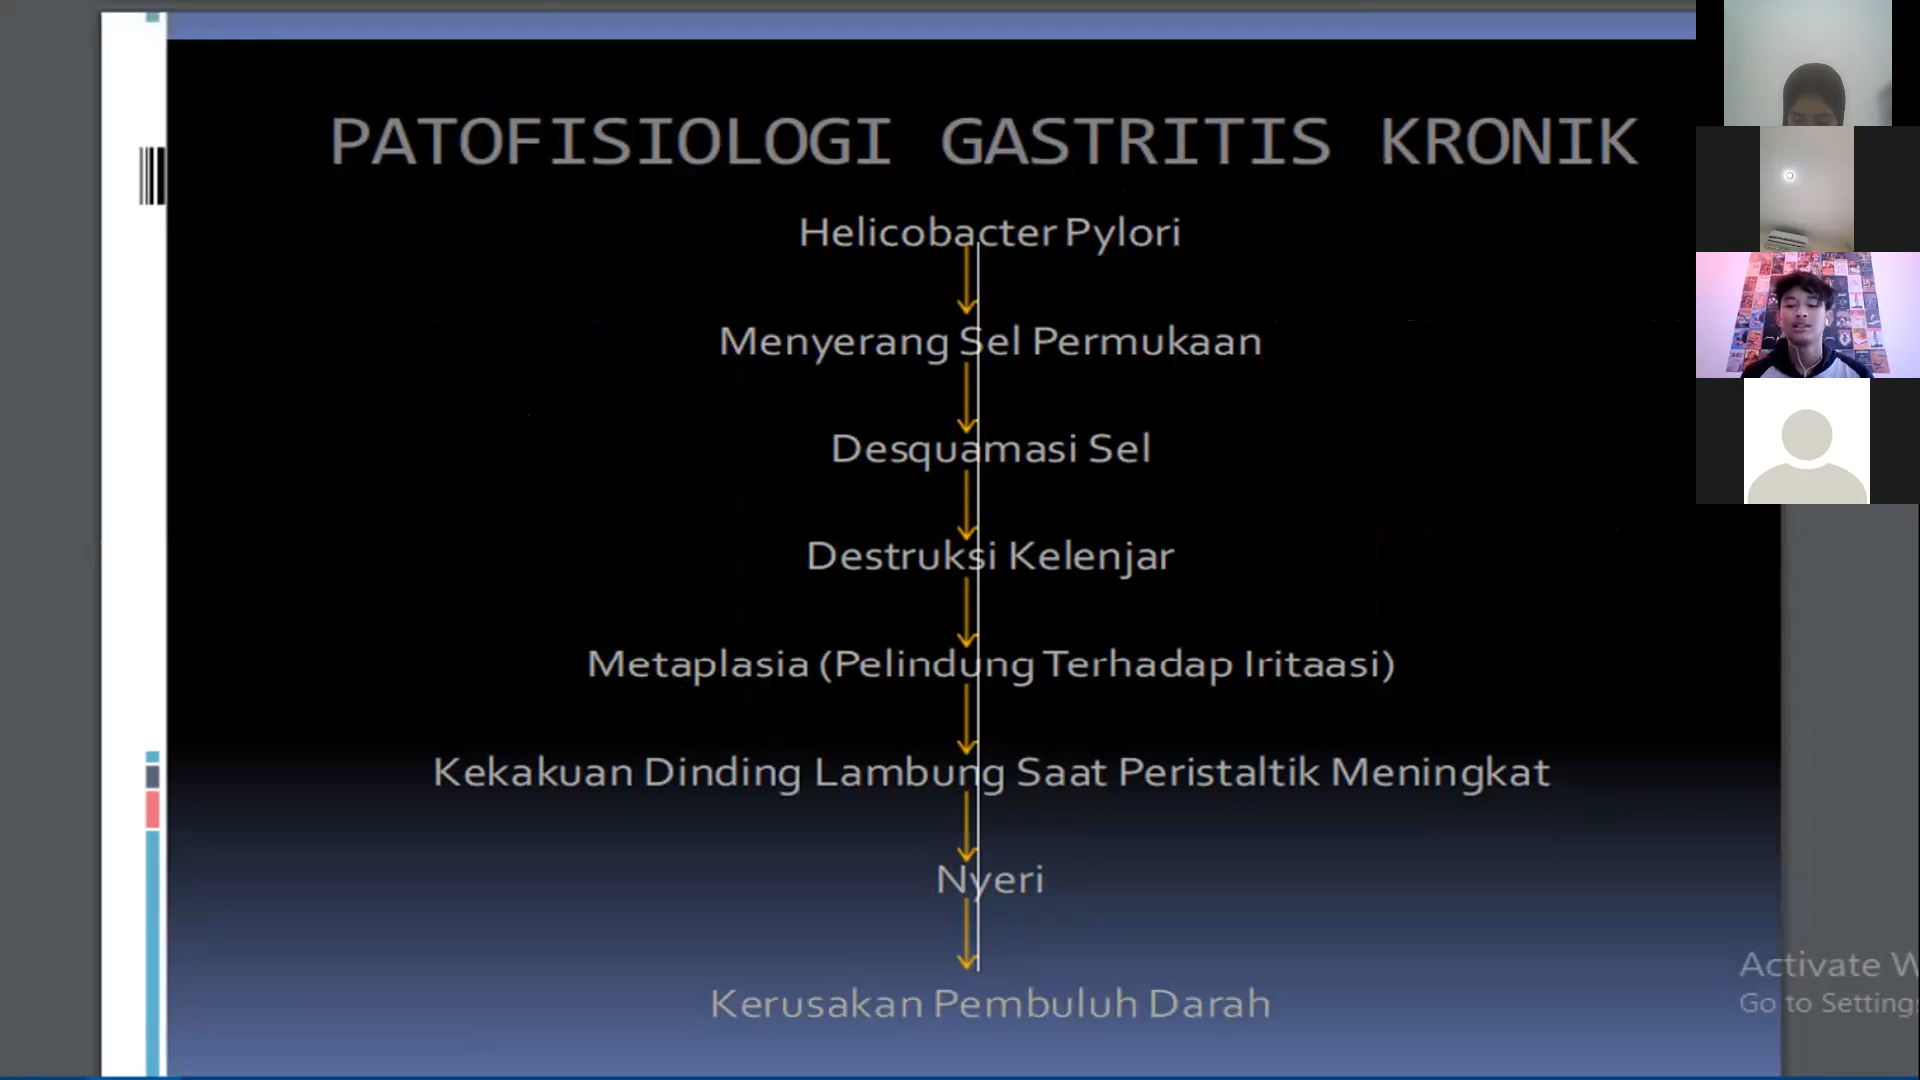 PATOFISIOLOGI GASTRITIS KRONIK
Helicobacter Pylori
Menyerang Sel Permukaan
Desquamasi Sel
Destruksi Kelenjar
Metaplasia (Pelindung Terhadap Iritaasi)
Kekakuan Dinding Lambung Saat Peristaltik Meningkat
Nyeri
Kerusakan Pembuluh Darah
Activate W
Go to Setting